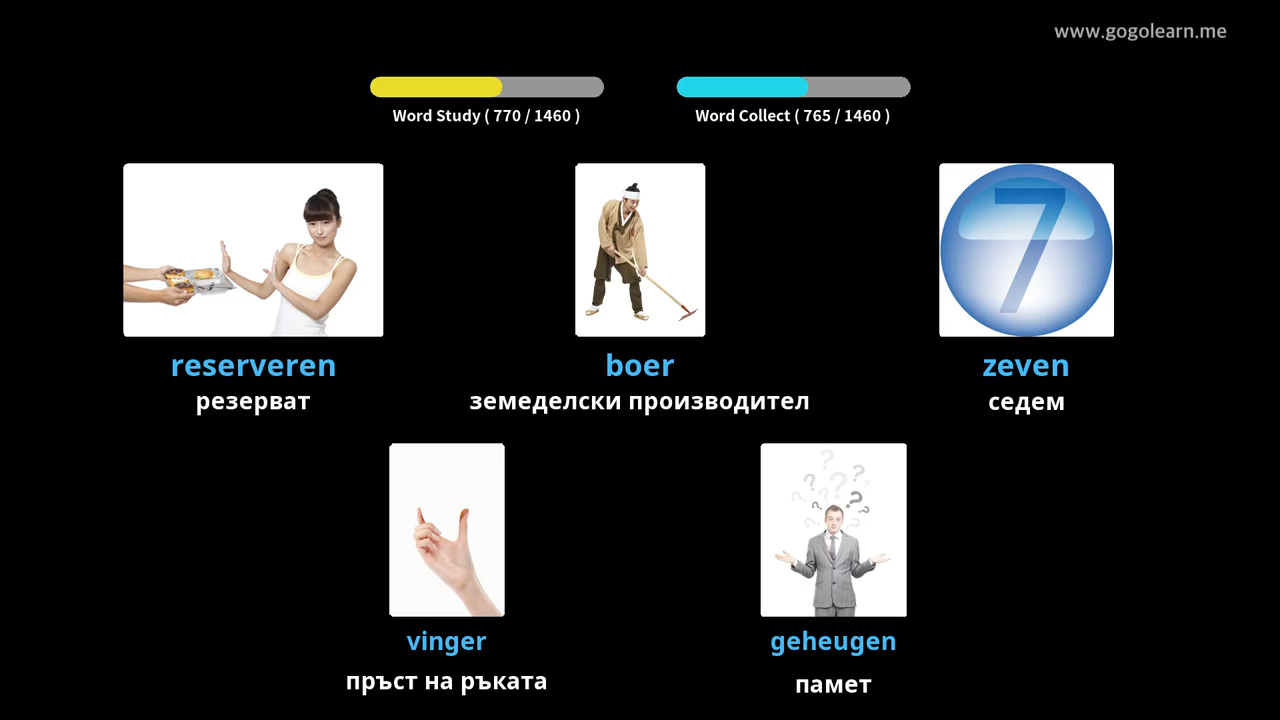 www.gogolearn.me
Word Study ( 770 / 1460 )
Word Collect ( 765 / 1460 )
reserveren
резерват
boer
земеделски производител
7
zeven
седем
vinger
пръст на ръката
geheugen
памет